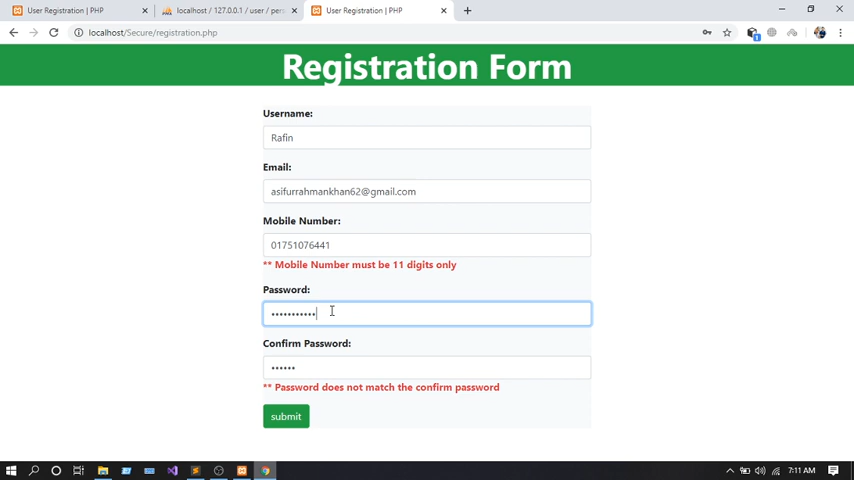 User Registration | PHP
localhost / 127.0.0.1 / user / pers
User Registration | PHP
localhost/Secure/registration.php
Registration Form
Username:
Rafin
Email:
asifurrahmankhan62@gmail.com
Mobile Number:
01751076441
** Mobile Number must be 11 digits only
Password:
•••••••••••
Confirm Password:
••••••
** Password does not match the confirm password
submit
7:11 AM